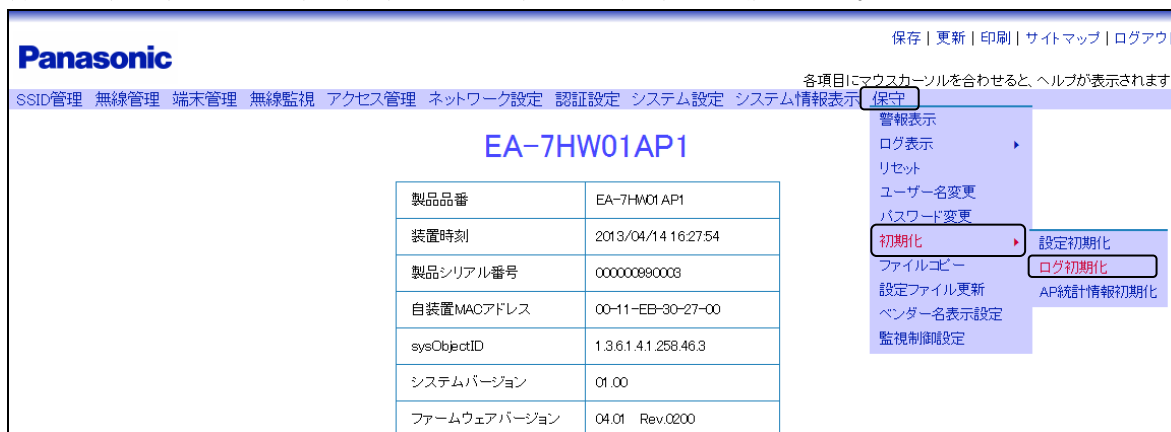 保存 | 更新 | 印刷 | サイトマップ | ログアウ
Panasonic
各項目にマウスカーソルを合わせると、ヘルプが表示されます
SSID管理 無線管理 端末管理 無線監視 アクセス管理 ネットワーク設定 認証設定 システム設定 システム情報表示 保守
警報表示
ログ表示
リセット
ユーザー名変更
パスワード変更
初期化
ファイルコピー
設定ファイル更新
ベンダー名表示設定
監視制御設定
設定初期化
ログ初期化
AP統計情報初期化
EA-7HW01AP1
製品品番 EA-7HW01AP1
装置時刻 2013/04/14 16:27:54
製品シリアル番号 000000990003
自装置MACアドレス 00-11-EB-30-27-00
sysObjectID 1.3.6.1.4.1.258.46.3
システムバージョン 01.00
ファームウェアバージョン 04.01 Rev.0200